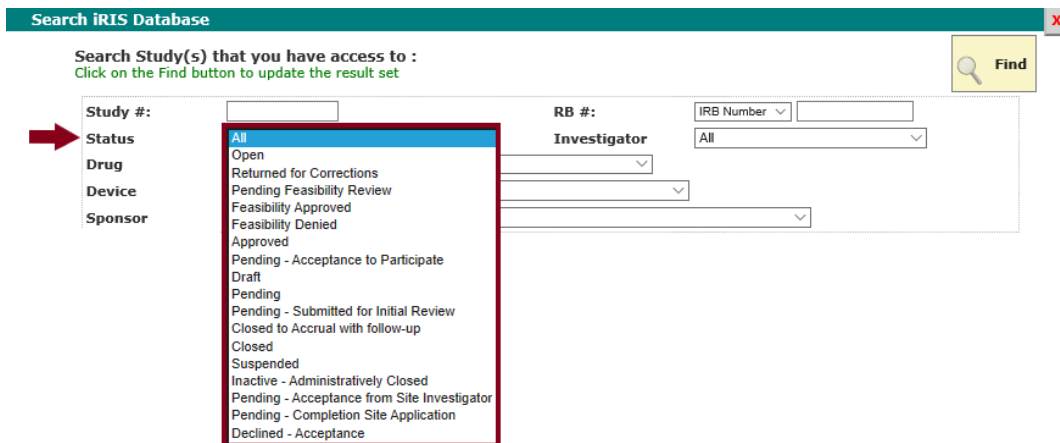 Search iRIS Database X
Search Study(s) that you have access to :
Click on the Find button to update the result set
Find
Study #: RB #: IRB Number
Status All Investigator All
Open
Drug
Returned for Corrections
Device Pending Feasibility Review
Feasibility Approved
Sponsor Feasibility Denied
Approved
Pending - Acceptance to Participate
Draft
Pending
Pending - Submitted for Initial Review
Closed to Accrual with follow-up
Closed
Suspended
Inactive - Administratively Closed
Pending - Acceptance from Site Investigator
Pending - Completion Site Application
Declined - Acceptance